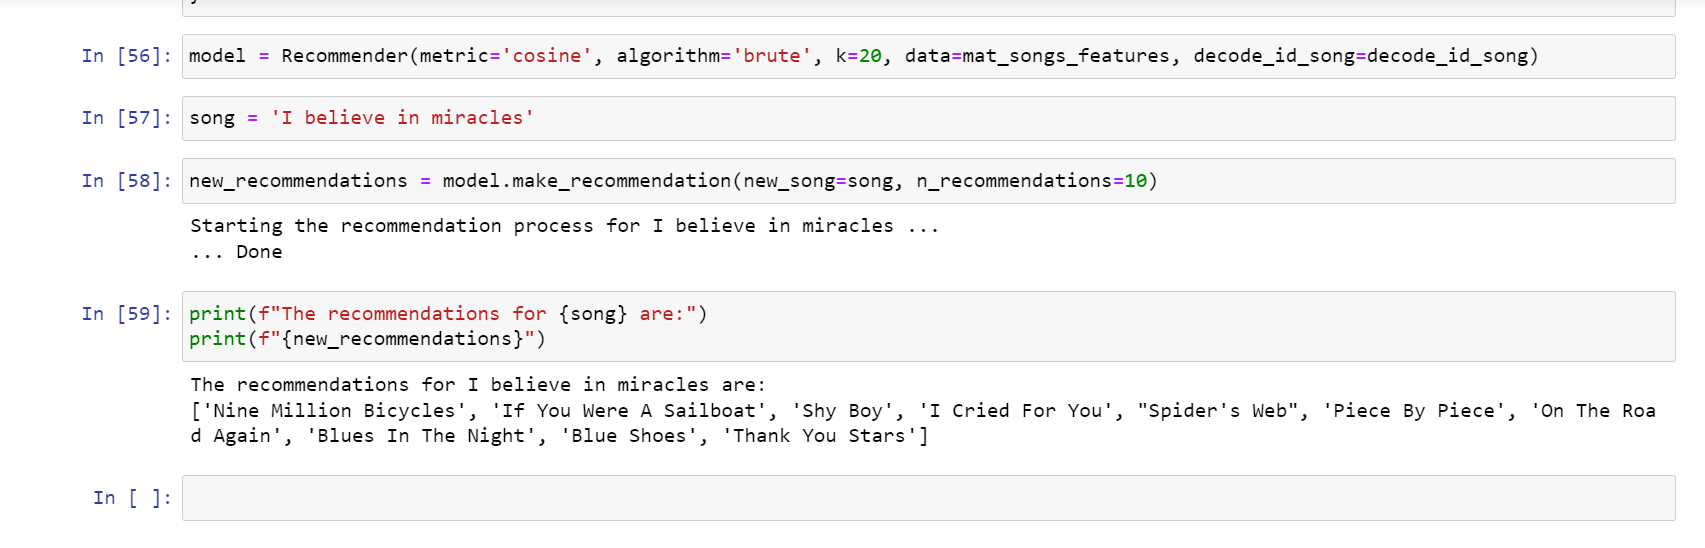 In [56]: model = Recommender(metric='cosine', algorithm='brute', k=20, data=mat_songs_features, decode_id_song=decode_id_song)
In [57]: song = 'I believe in miracles'
In [58]: new_recommendations = model.make_recommendation(new_song=song, n_recommendations=10)
Starting the recommendation process for I believe in miracles ...
... Done
In [59]: print(f"The recommendations for {song} are:")
print(f"{new_recommendations}")
The recommendations for I believe in miracles are:
['Nine Million Bicycles', 'If You Were A Sailboat', 'Shy Boy', 'I Cried For You', "Spider's Web", 'Piece By Piece', 'On The Roa
d Again', 'Blues In The Night', 'Blue Shoes', 'Thank You Stars']
In [ ]: